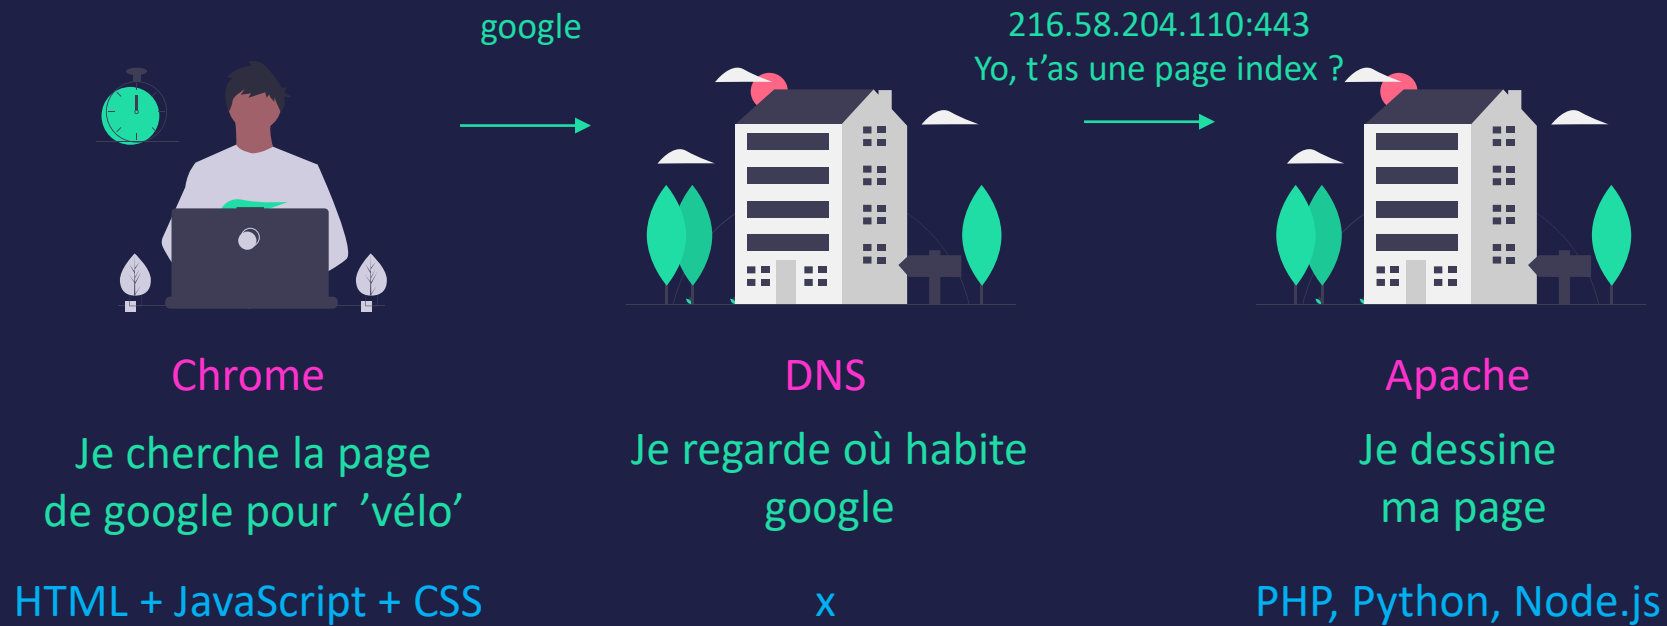 google
216.58.204.110:443
Yo, t’as une page index ?
Chrome
DNS
Apache
Je cherche la page
de google pour ’vélo’
Je regarde où habite
google
Je dessine
ma page
HTML + JavaScript + CSS
x
PHP, Python, Node.js